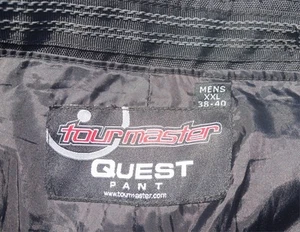 MENS
XXL
38-40
tourmaster
QUEST
PANT
www.tourmaster.com